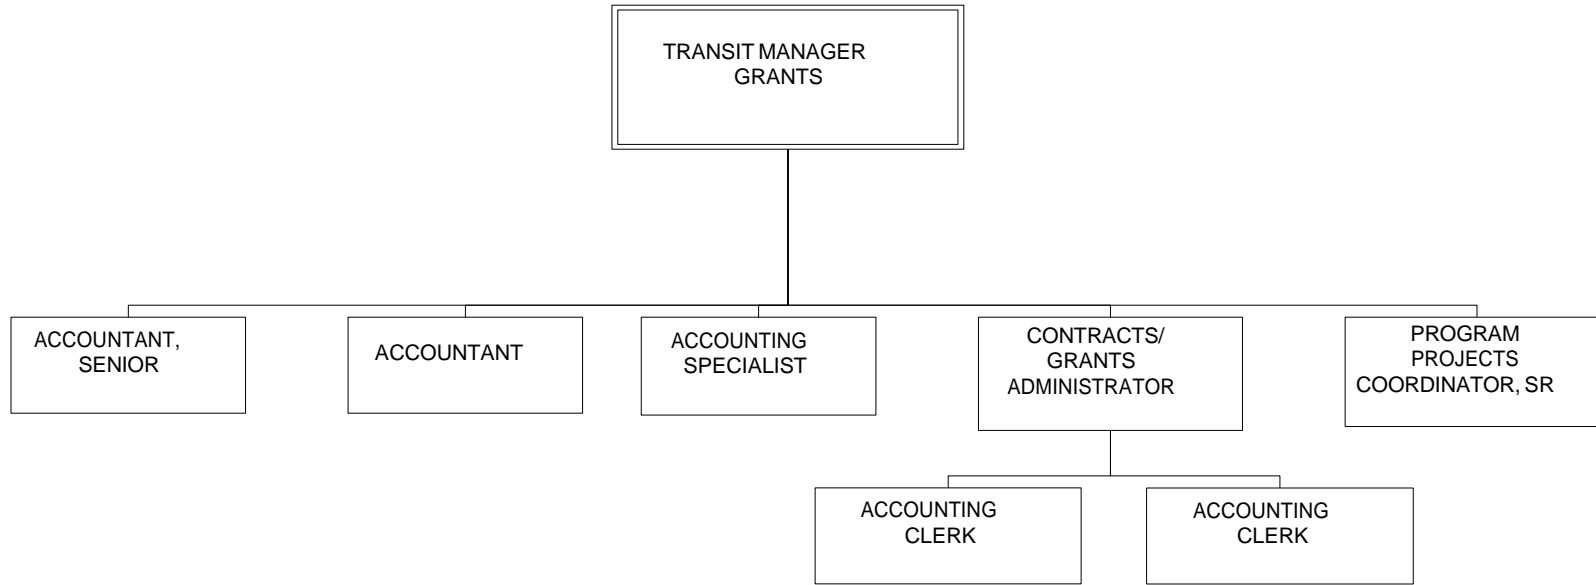 TRANSIT MANAGER
GRANTS
ACCOUNTANT,
SENIOR
ACCOUNTANT
ACCOUNTING
SPECIALIST
CONTRACTS/
GRANTS
ADMINISTRATOR
PROGRAM
PROJECTS
COORDINATOR, SR
ACCOUNTING
CLERK
ACCOUNTING
CLERK